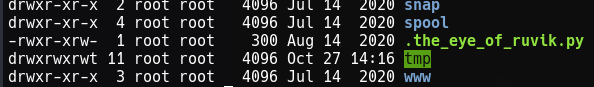 drwxr-xr-x 2 root root 4096 Jul 14 2020 snap
drwxr-xr-x 4 root root 4096 Jul 14 2020 spool
-rwxr-xrw- 1 root root 300 Aug 14 2020 .the_eye_of_ruvik.py
drwxrwxrwt 11 root root 4096 Oct 27 14:16 tmp
drwxr-xr-x 3 root root 4096 Jul 14 2020 www